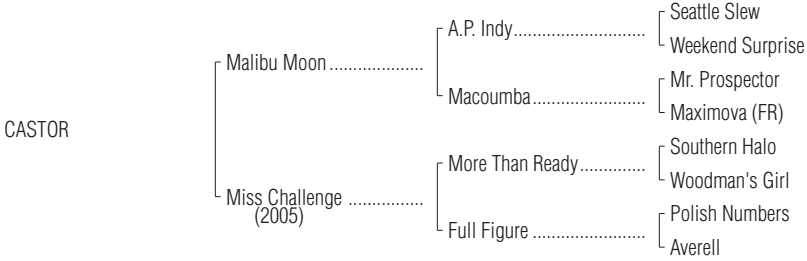 Seattle Slew
A.P. Indy..............................
Weekend Surprise
Malibu Moon .....................
Mr. Prospector
Macoumba..........................
Maximova (FR)
CASTOR
Southern Halo
More Than Ready...............
Woodman's Girl
Miss Challenge .................
(2005)
Polish Numbers
Full Figure ..........................
Averell